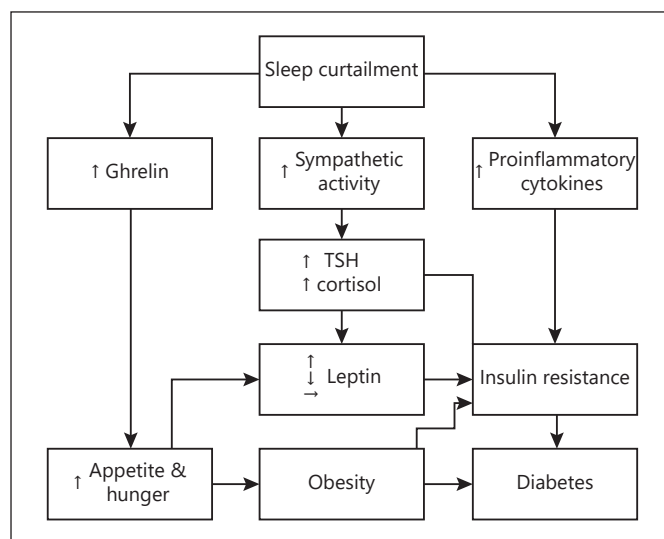 Sleep curtailment
↑ Ghrelin
↑ Sympathetic
activity
↑ Proinflammatory
cytokines
↑ TSH
↑ cortisol
↑
↓ Leptin
→
Insulin resistance
↑ Appetite &
hunger
Obesity
Diabetes